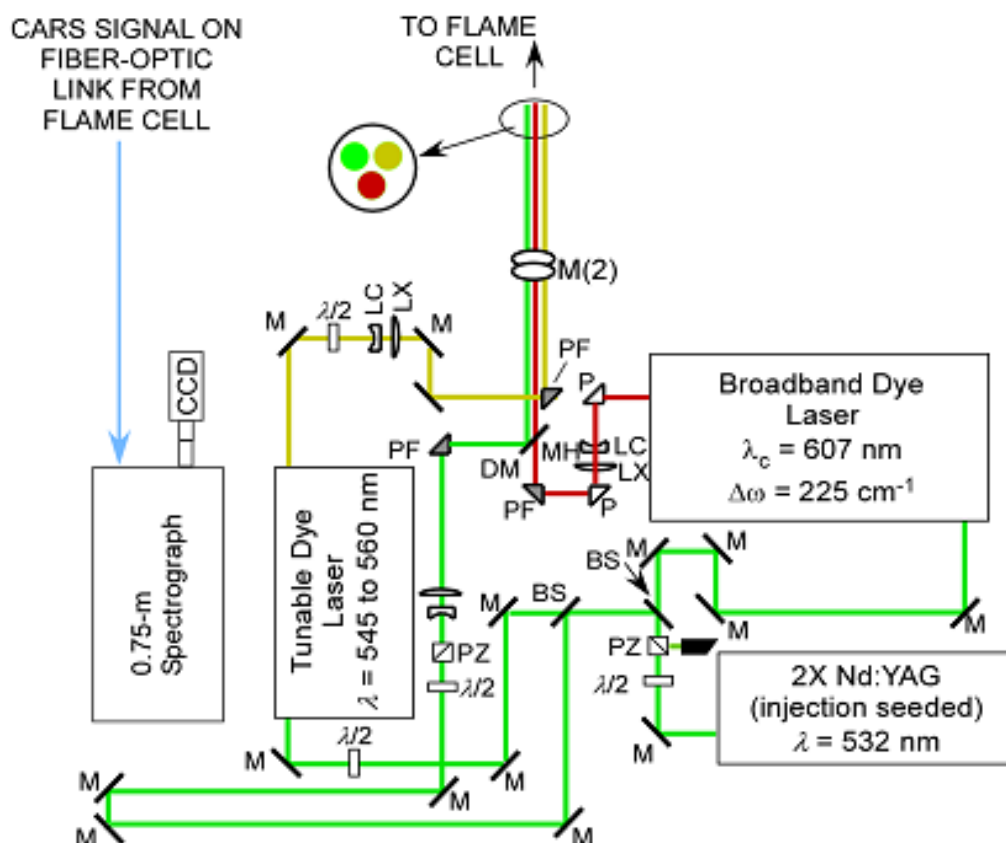 CARS SIGNAL ON
FIBER-OPTIC
LINK FROM
FLAME CELL
TO FLAME
CELL
M(2)
M
λ/2
LC
LX
M
PF
P
CCD
PF
DM
MH
LC
LX
PF
P
Broadband Dye
Laser
λc = 607 nm
Δω = 225 cm-1
0.75-m
Spectrograph
Tunable Dye
Laser
λ = 545 to 560 nm
M
BS
BS
M
M
M
PZ
λ/2
PZ
λ/2
2X Nd:YAG
(injection seeded)
λ = 532 nm
M
M
λ/2
M
M
M
M
M